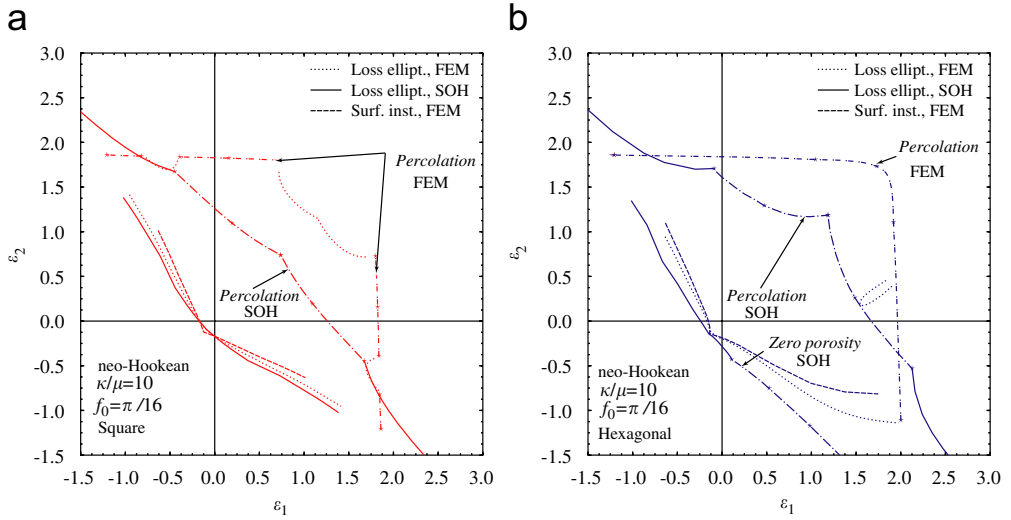 a
3.0
2.5
2.0
1.5
1.0
0.5
0.0
-0.5
-1.0
-1.5
ε2
Loss ellipt., FEM
Loss ellipt., SOH
Surf. inst., FEM
Percolation
FEM
Percolation
SOH
neo-Hookean
κ/μ=10
f0=π/16
Square
-1.5 -1.0 -0.5 0.0 0.5 1.0 1.5 2.0 2.5 3.0
ε1
b
3.0
2.5
2.0
1.5
1.0
0.5
0.0
-0.5
-1.0
-1.5
ε2
Loss ellipt., FEM
Loss ellipt., SOH
Surf. inst., FEM
Percolation
FEM
Percolation
SOH
Zero porosity
SOH
neo-Hookean
κ/μ=10
f0=π/16
Hexagonal
-1.5 -1.0 -0.5 0.0 0.5 1.0 1.5 2.0 2.5 3.0
ε1